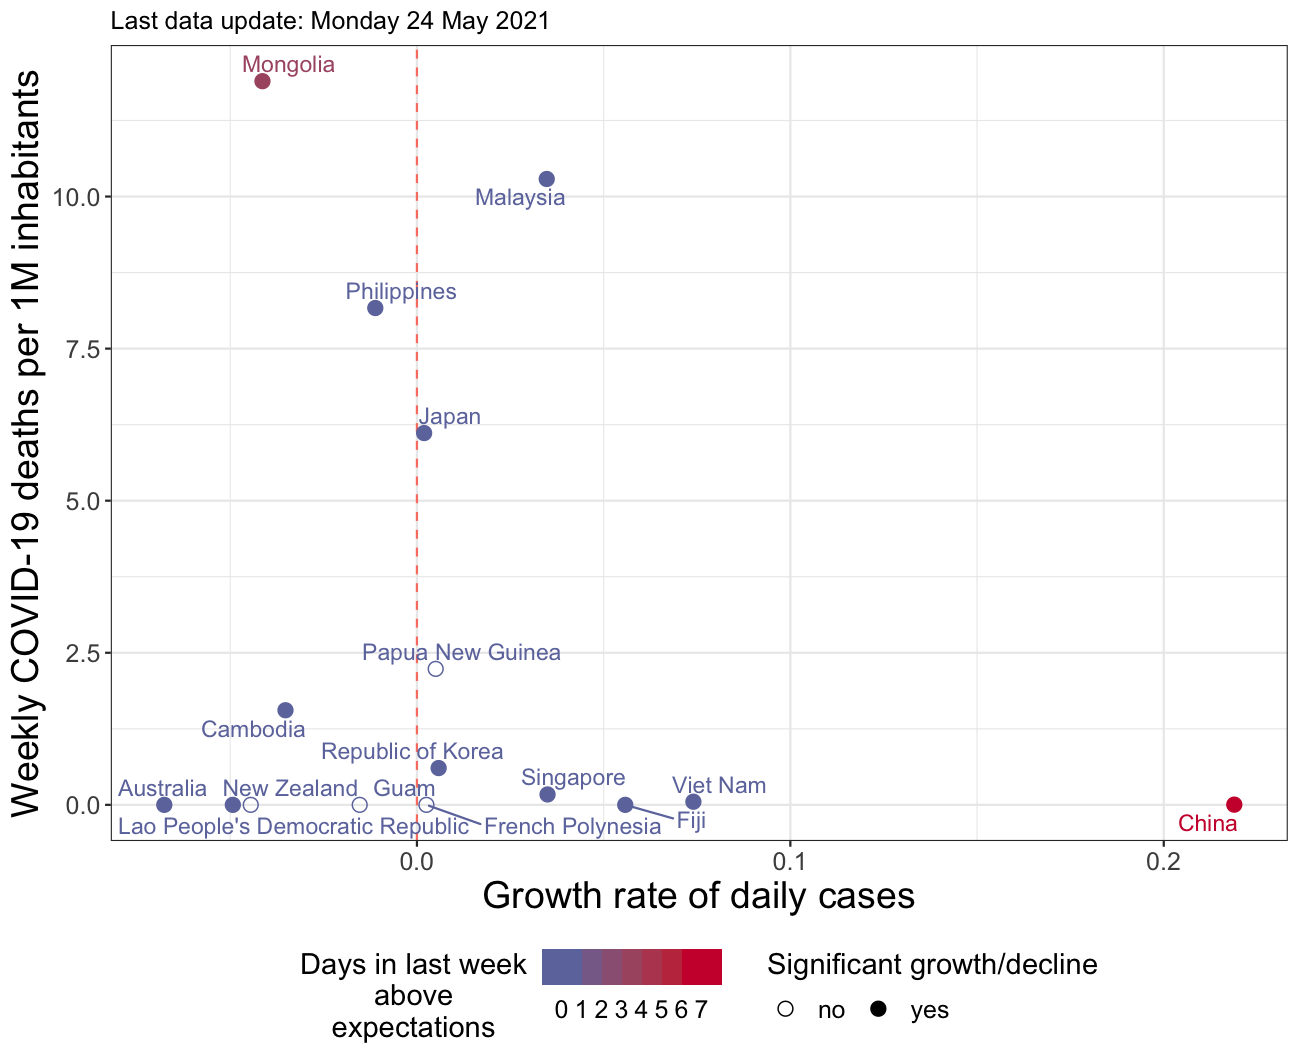 Last data update: Monday 24 May 2021
Weekly COVID-19 deaths per 1M inhabitants
10.0
7.5
5.0
2.5
0.0
Mongolia
Malaysia
Philippines
Japan
Papua New Guinea
Cambodia
Republic of Korea
Singapore
Viet Nam
Australia
New Zealand
Guam
Lao People's Democratic Republic
French Polynesia
Fiji
China
0.0
0.1
0.2
Growth rate of daily cases
Days in last week
above
expectations
0 1 2 3 4 5 6 7
Significant growth/decline
no
yes